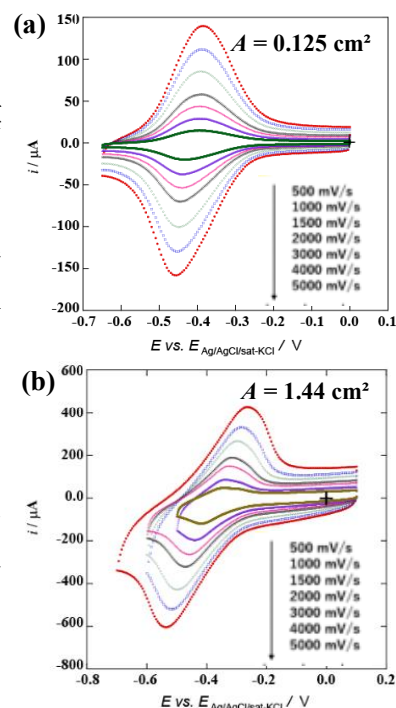 (a)
A = 0.125 cm²
150
100
50
0.0
-50
-100
-150
-200
i / μA
500 mV/s
1000 mV/s
1500 mV/s
2000 mV/s
3000 mV/s
4000 mV/s
5000 mV/s
-0.7 -0.6 -0.5 -0.4 -0.3 -0.2 -0.1 0.0
E vs. E Ag/AgCl/sat-KCl / V
(b)
A = 1.44 cm²
600
400
200
0.0
-200
-400
-600
-800
i / μA
500 mV/s
1000 mV/s
1500 mV/s
2000 mV/s
3000 mV/s
4000 mV/s
5000 mV/s
-0.8 -0.6 -0.4 -0.2 0.0 0.2
E vs. E Ag/AgCl/sat-KCl / V